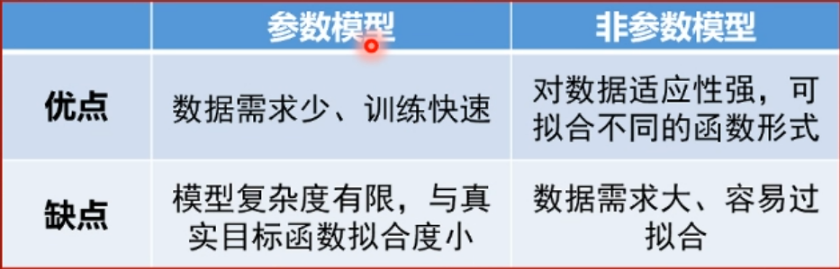 参数模型
非参数模型
优点
数据需求少、训练快速
对数据适应性强，可
拟合不同的函数形式
缺点
模型复杂度有限，与真
实目标函数拟合度小
数据需求大、容易过
拟合